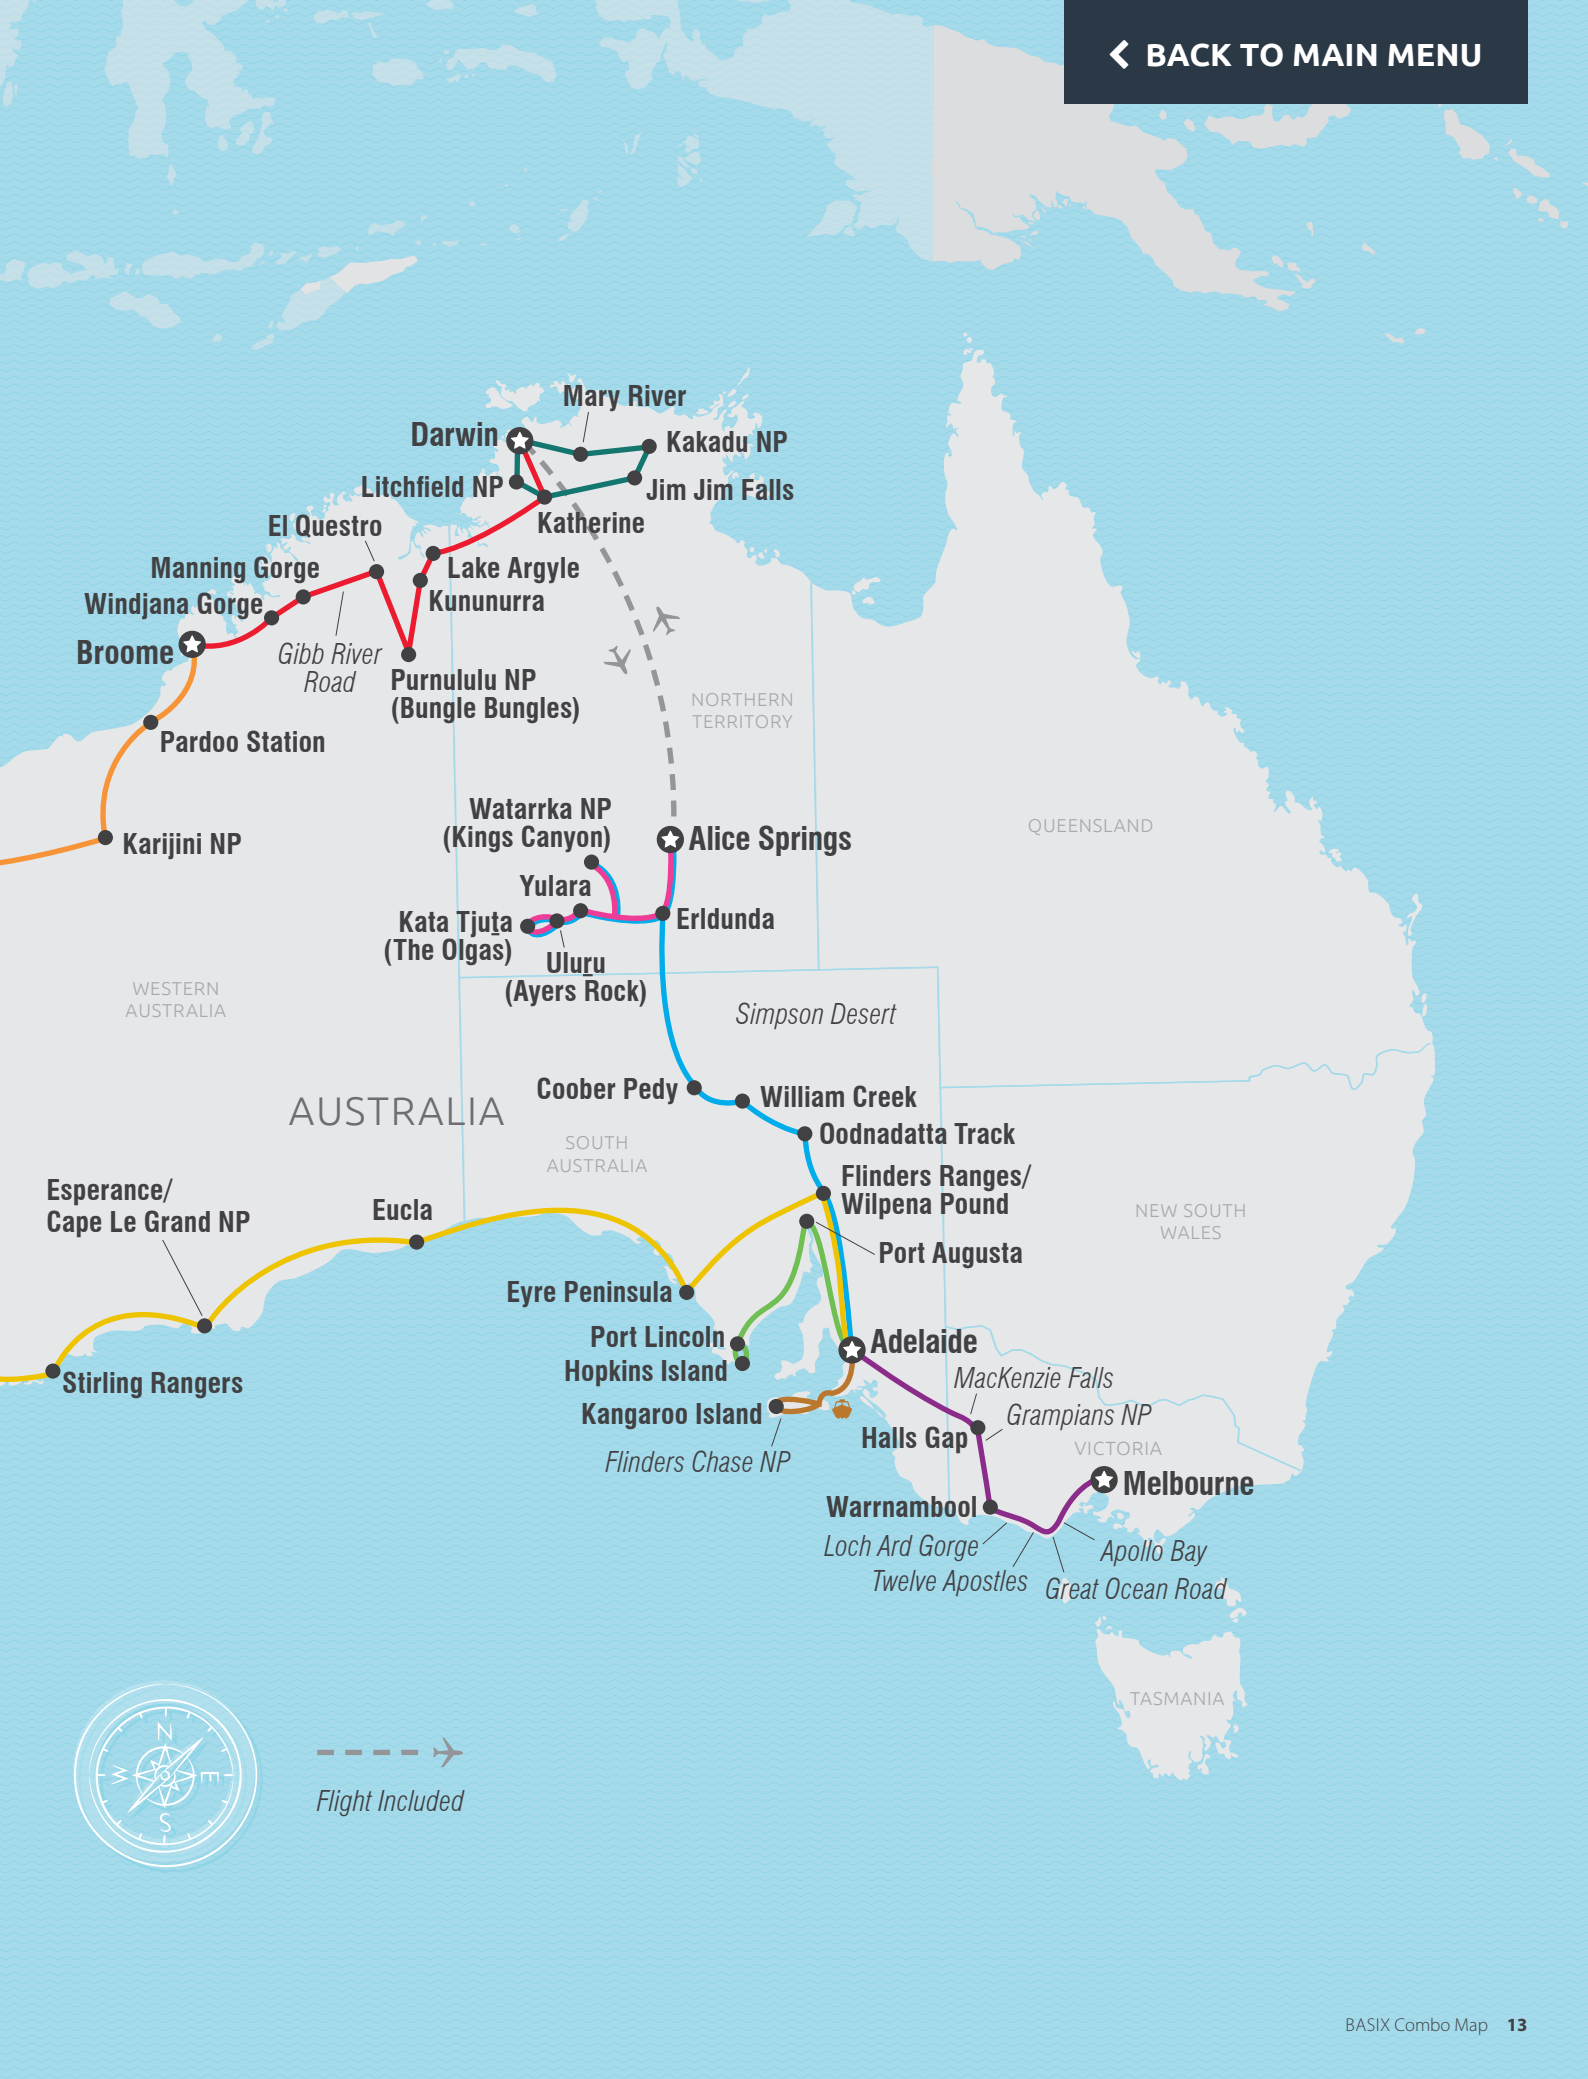 BACK TO MAIN MENU
Mary River
Darwin
Kakadu NP
Litchfield NP
Jim Jim Falls
El Questro
Katherine
Manning Gorge
Lake Argyle
Windjana Gorge
Kununurra
Broome
Gibb River
Road
Purnululu NP
(Bungle Bungles)
NORTHERN
TERRITORY
Pardoo Station
Watarrka NP
(Kings Canyon)
QUEENSLAND
Karijini NP
Alice Springs
Yulara
Kata Tjuṯa
(The Olgas)
Erldunda
Uluṟu
(Ayers Rock)
WESTERN
AUSTRALIA
Simpson Desert
Coober Pedy
William Creek
AUSTRALIA
Oodnadatta Track
SOUTH
AUSTRALIA
Flinders Ranges/
Wilpena Pound
Esperance/
Cape Le Grand NP
Eucla
NEW SOUTH
WALES
Port Augusta
Eyre Peninsula
Port Lincoln
Adelaide
Hopkins Island
Stirling Rangers
MacKenzie Falls
Kangaroo Island
Grampians NP
Halls Gap
VICTORIA
Flinders Chase NP
Melbourne
Warrnambool
Loch Ard Gorge
Apollo Bay
Twelve Apostles
Great Ocean Road
TASMANIA
N
W
E
S
Flight Included
BASIX Combo Map 13